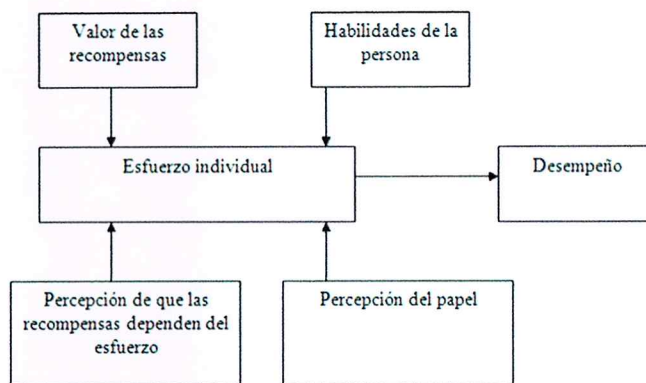 Valor de las
recompensas
Habilidades de la
persona
Esfuerzo individual
Desempeño
Percepción de que las
recompensas dependen del
esfuerzo
Percepción del papel